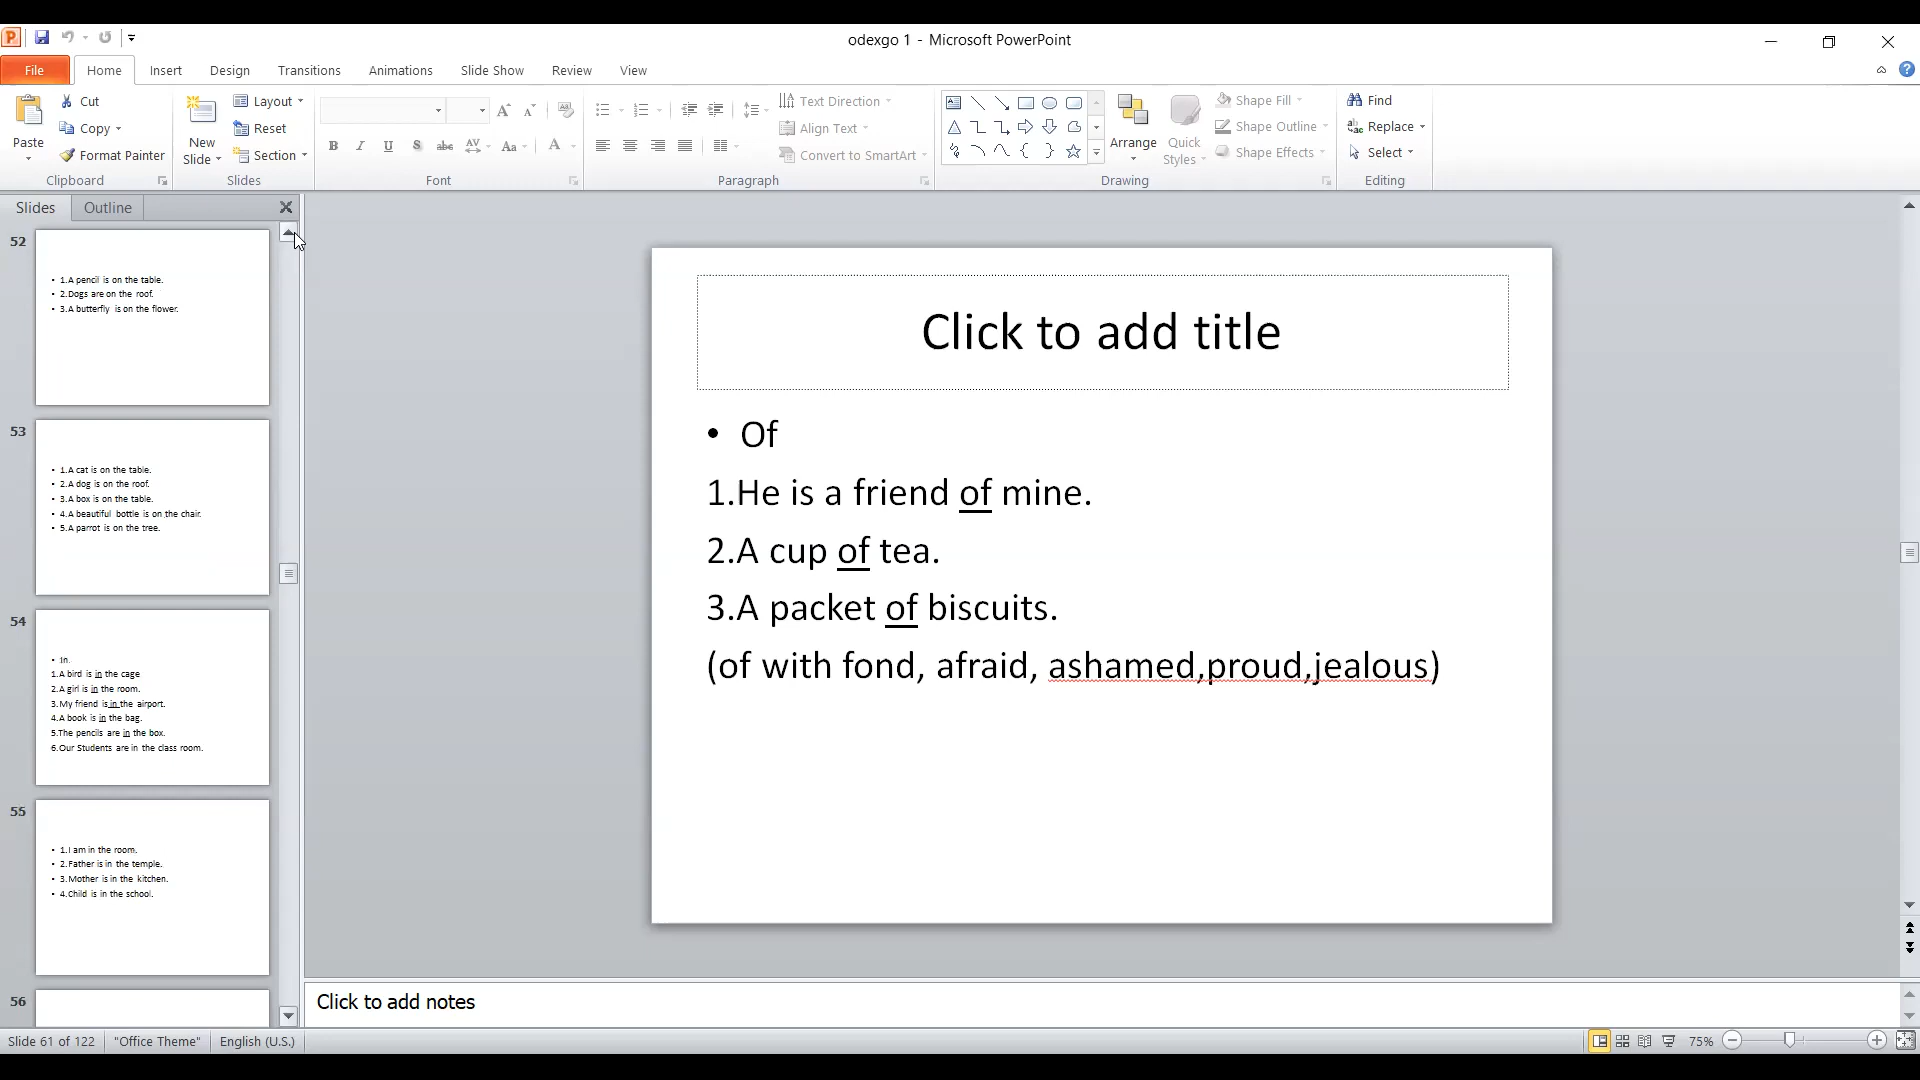 odexgo 1 - Microsoft PowerPoint
File Home Insert Design Transitions Animations Slide Show Review View
Paste
Cut
Copy
Format Painter
Clipboard
New Slide
Layout
Reset
Section
Slides
B I U S abc AV Aa A
Font
Text Direction
Align Text
Convert to SmartArt
Paragraph
Arrange
Quick Styles
Shape Fill
Shape Outline
Shape Effects
Drawing
Find
Replace
Select
Editing
Slides Outline
52
• 1.A pencil is on the table.
• 2.Dogs are on the roof.
• 3.A butterfly is on the flower.
53
• 1.A cat is on the table.
• 2.A dog is on the roof.
• 3.A box is on the table.
• 4.A beautiful bottle is on the chair.
• 5.A parrot is on the tree.
54
• In.
1.A bird is in the cage
2.A girl is in the room.
3.My friend is in the airport.
4.A book is in the bag.
5.The pencils are in the box.
6.Our Students are in the class room.
55
• 1.I am in the room.
• 2.Father is in the temple.
• 3.Mother is in the kitchen.
• 4.Child is in the school.
56
Click to add title
• Of
1.He is a friend of mine.
2.A cup of tea.
3.A packet of biscuits.
(of with fond, afraid, ashamed,proud,jealous)
Click to add notes
Slide 61 of 122 "Office Theme" English (U.S.) 75%